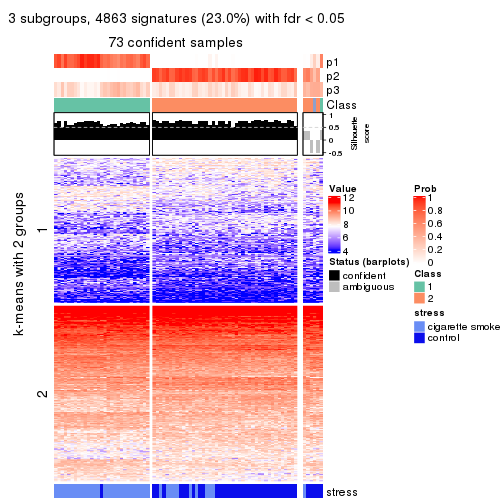 3 subgroups, 4863 signatures (23.0%) with fdr < 0.05
73 confident samples
p1
p2
p3
Class
1
0.5
0
-0.5
Silhouette
score
k-means with 2 groups
1
2
stress
Value
12
10
8
6
4
Status (barplots)
confident
ambiguous
Prob
1
0.8
0.6
0.4
0.2
0
Class
1
2
stress
cigarette smoke
control